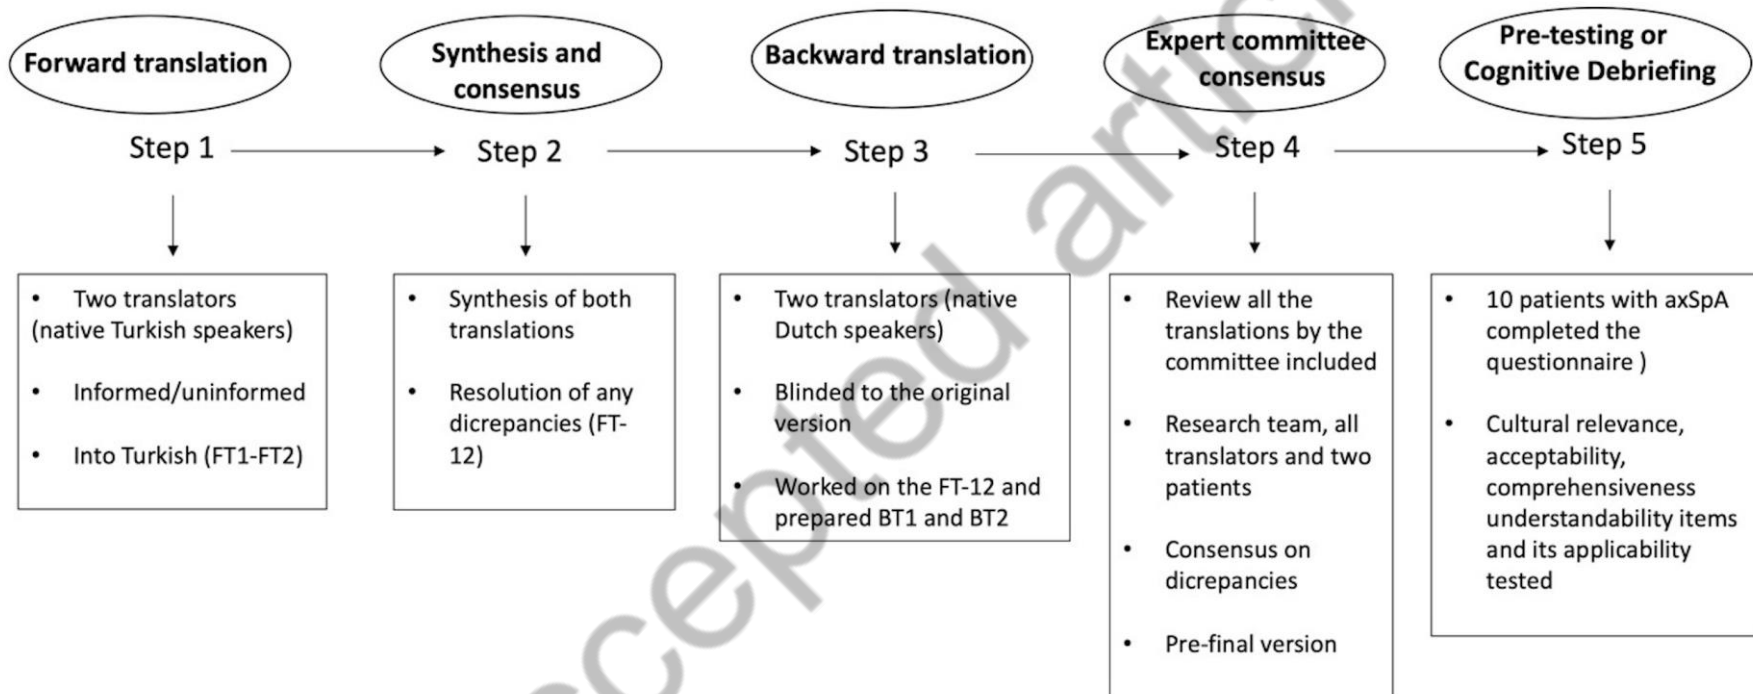 Forward translation
Synthesis and
consensus
Backward translation
Expert committee
consensus
Pre-testing or
Cognitive Debriefing
Step 1
Step 2
Step 3
Step 4
Step 5
• Two translators
(native Turkish speakers)
• Informed/uninformed
• Into Turkish (FT1-FT2)
• Synthesis of both
translations
• Resolution of any
dicrepancies (FT-
12)
• Two translators (native
Dutch speakers)
• Blinded to the original
version
• Worked on the FT-12 and
prepared BT1 and BT2
• Review all the
translations by the
committee included
• Research team, all
translators and two
patients
• Consensus on
dicrepancies
• Pre-final version
• 10 patients with axSpA
completed the
questionnaire )
• Cultural relevance,
acceptability,
comprehensiveness
understandability items
and its applicability
tested